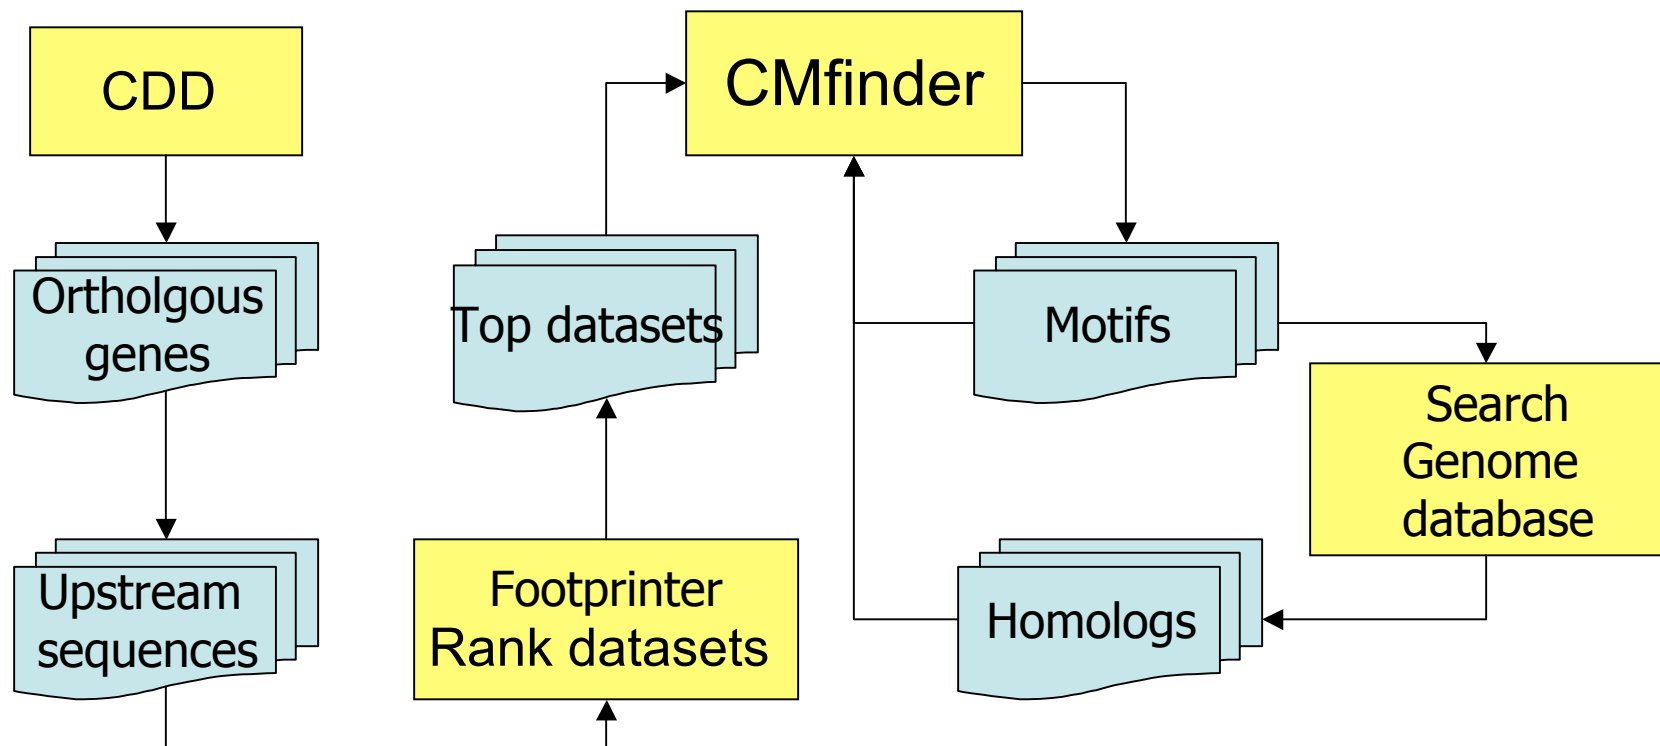 CDD
Ortholgous
genes
Upstream
sequences
CMfinder
Top datasets
Footprinter
Rank datasets
Motifs
Search
Genome
database
Homologs